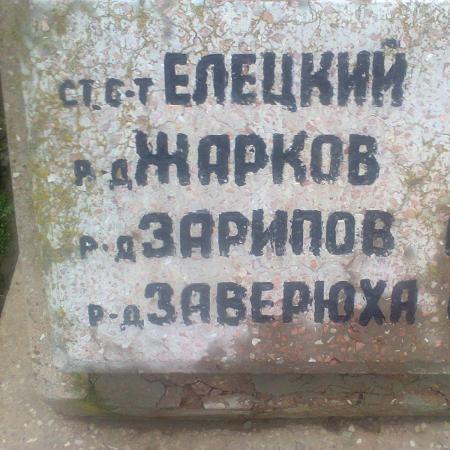 СТ.С-Т ЕЛЕЦКИЙ
Р-Д ЖАРКОВ
Р-Д ЗАРИПОВ
Р-Д ЗАВЕРЮХА